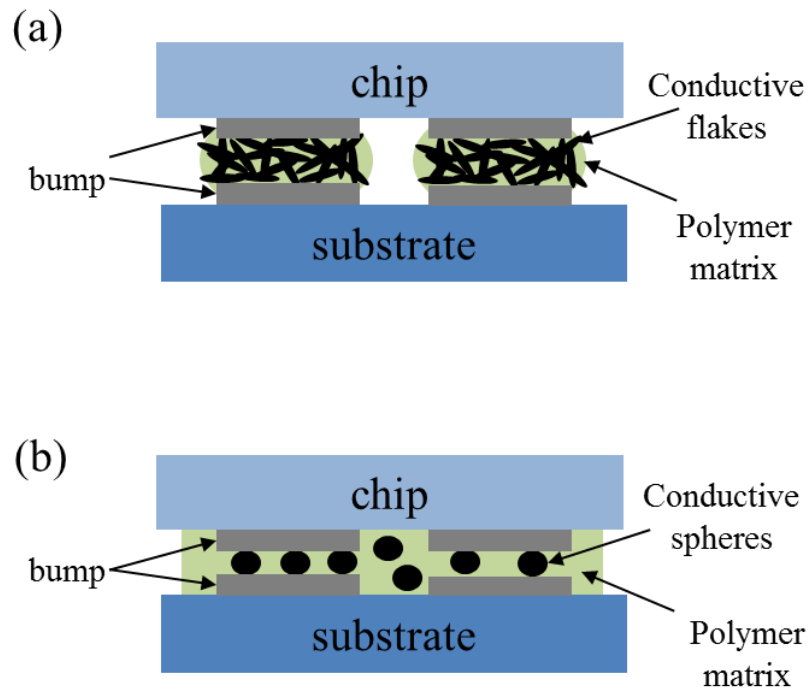 (a)
chip
Conductive
flakes
bump
Polymer
matrix
substrate
(b)
chip
Conductive
spheres
bump
Polymer
matrix
substrate